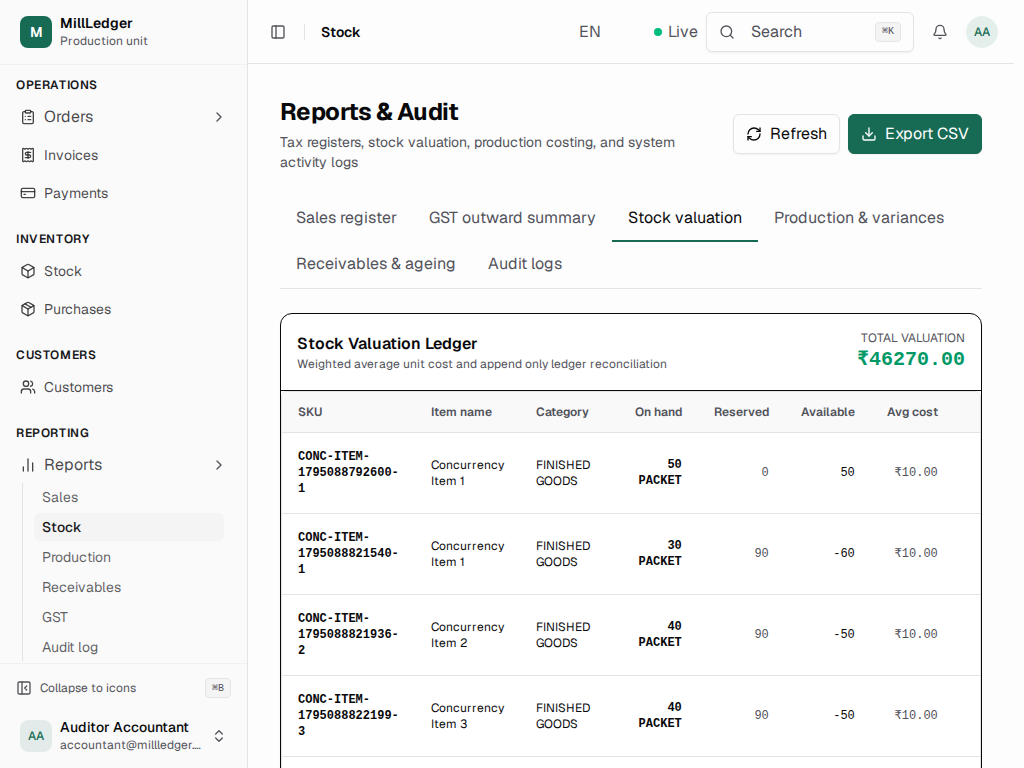 M
MillLedger
Production unit
OPERATIONS
Orders
Invoices
Payments
INVENTORY
Stock
Purchases
CUSTOMERS
Customers
REPORTING
Reports
Sales
Stock
Production
Receivables
GST
Audit log
Collapse to icons ⌘B
AA
Auditor Accountant
accountant@millledger....
Stock
EN
Live
Search ⌘K
AA
Reports & Audit
Tax registers, stock valuation, production costing, and system
activity logs
Refresh
Export CSV
Sales register GST outward summary Stock valuation Production & variances
Receivables & ageing Audit logs
Stock Valuation Ledger
Weighted average unit cost and append only ledger reconciliation
TOTAL VALUATION
₹46270.00
SKU Item name Category On hand Reserved Available Avg cost
CONC-ITEM-
1795088792600-
1
Concurrency
Item 1
FINISHED
GOODS
50
PACKET
0
50
₹10.00
CONC-ITEM-
1795088821540-
1
Concurrency
Item 1
FINISHED
GOODS
30
PACKET
90
-60
₹10.00
CONC-ITEM-
1795088821936-
2
Concurrency
Item 2
FINISHED
GOODS
40
PACKET
90
-50
₹10.00
CONC-ITEM-
1795088822199-
3
Concurrency
Item 3
FINISHED
GOODS
40
PACKET
90
-50
₹10.00